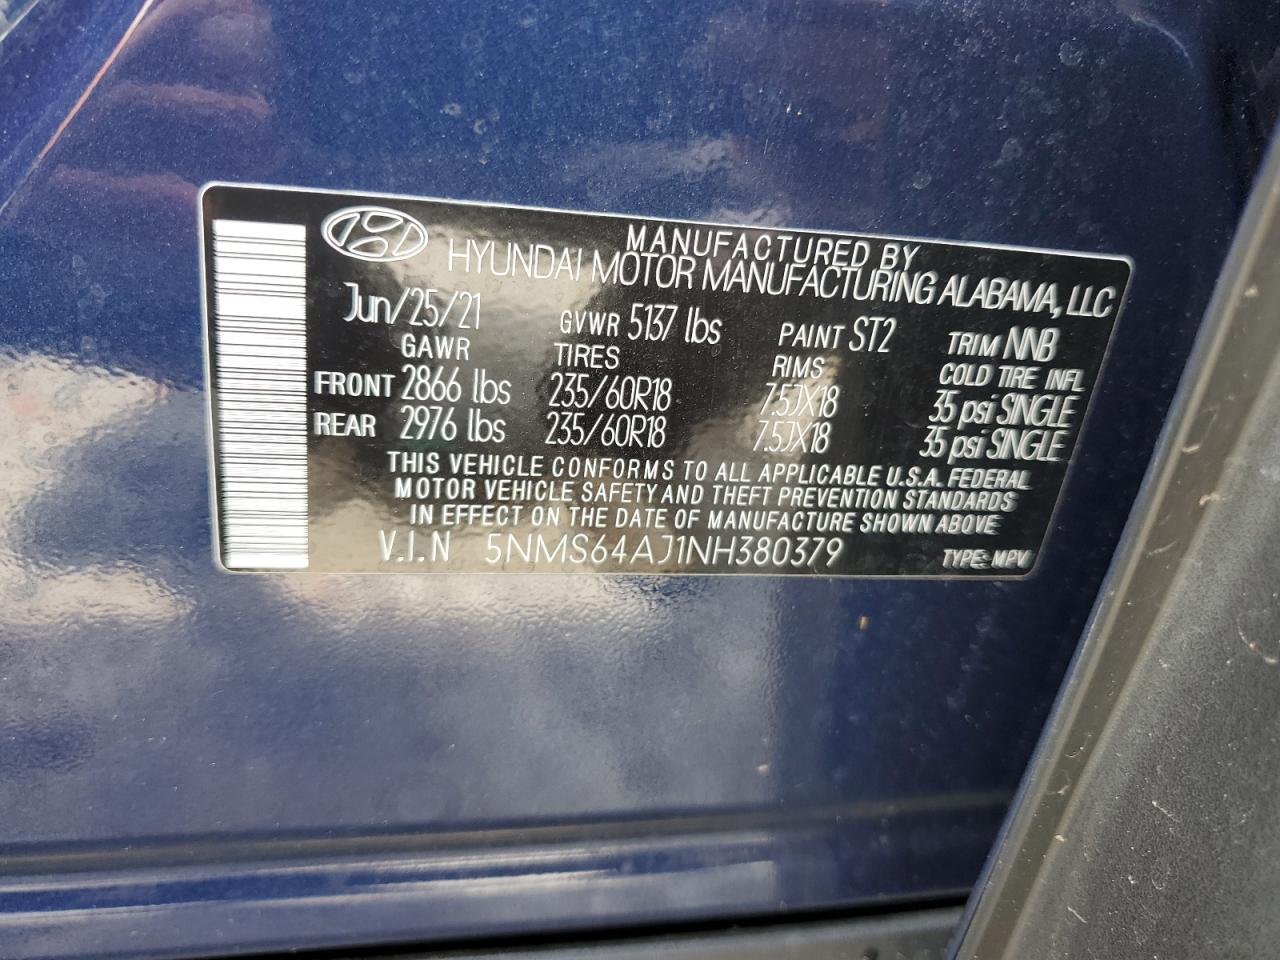 MANUFACTURED BY
HYUNDAI MOTOR MANUFACTURING ALABAMA, LLC
Jun/25/21 GVWR 5137 lbs PAINT ST2 TRIM NNB
GAWR TIRES RIMS COLD TIRE INFL
FRONT 2866 lbs 235/60R18 7.5JX18 35 psi SINGLE
REAR 2976 lbs 235/60R18 7.5JX18 35 psi SINGLE
THIS VEHICLE CONFORMS TO ALL APPLICABLE U.S.A. FEDERAL
MOTOR VEHICLE SAFETY AND THEFT PREVENTION STANDARDS
IN EFFECT ON THE DATE OF MANUFACTURE SHOWN ABOVE
V.I.N 5NMS64AJ1NH380379 TYPE: MPV